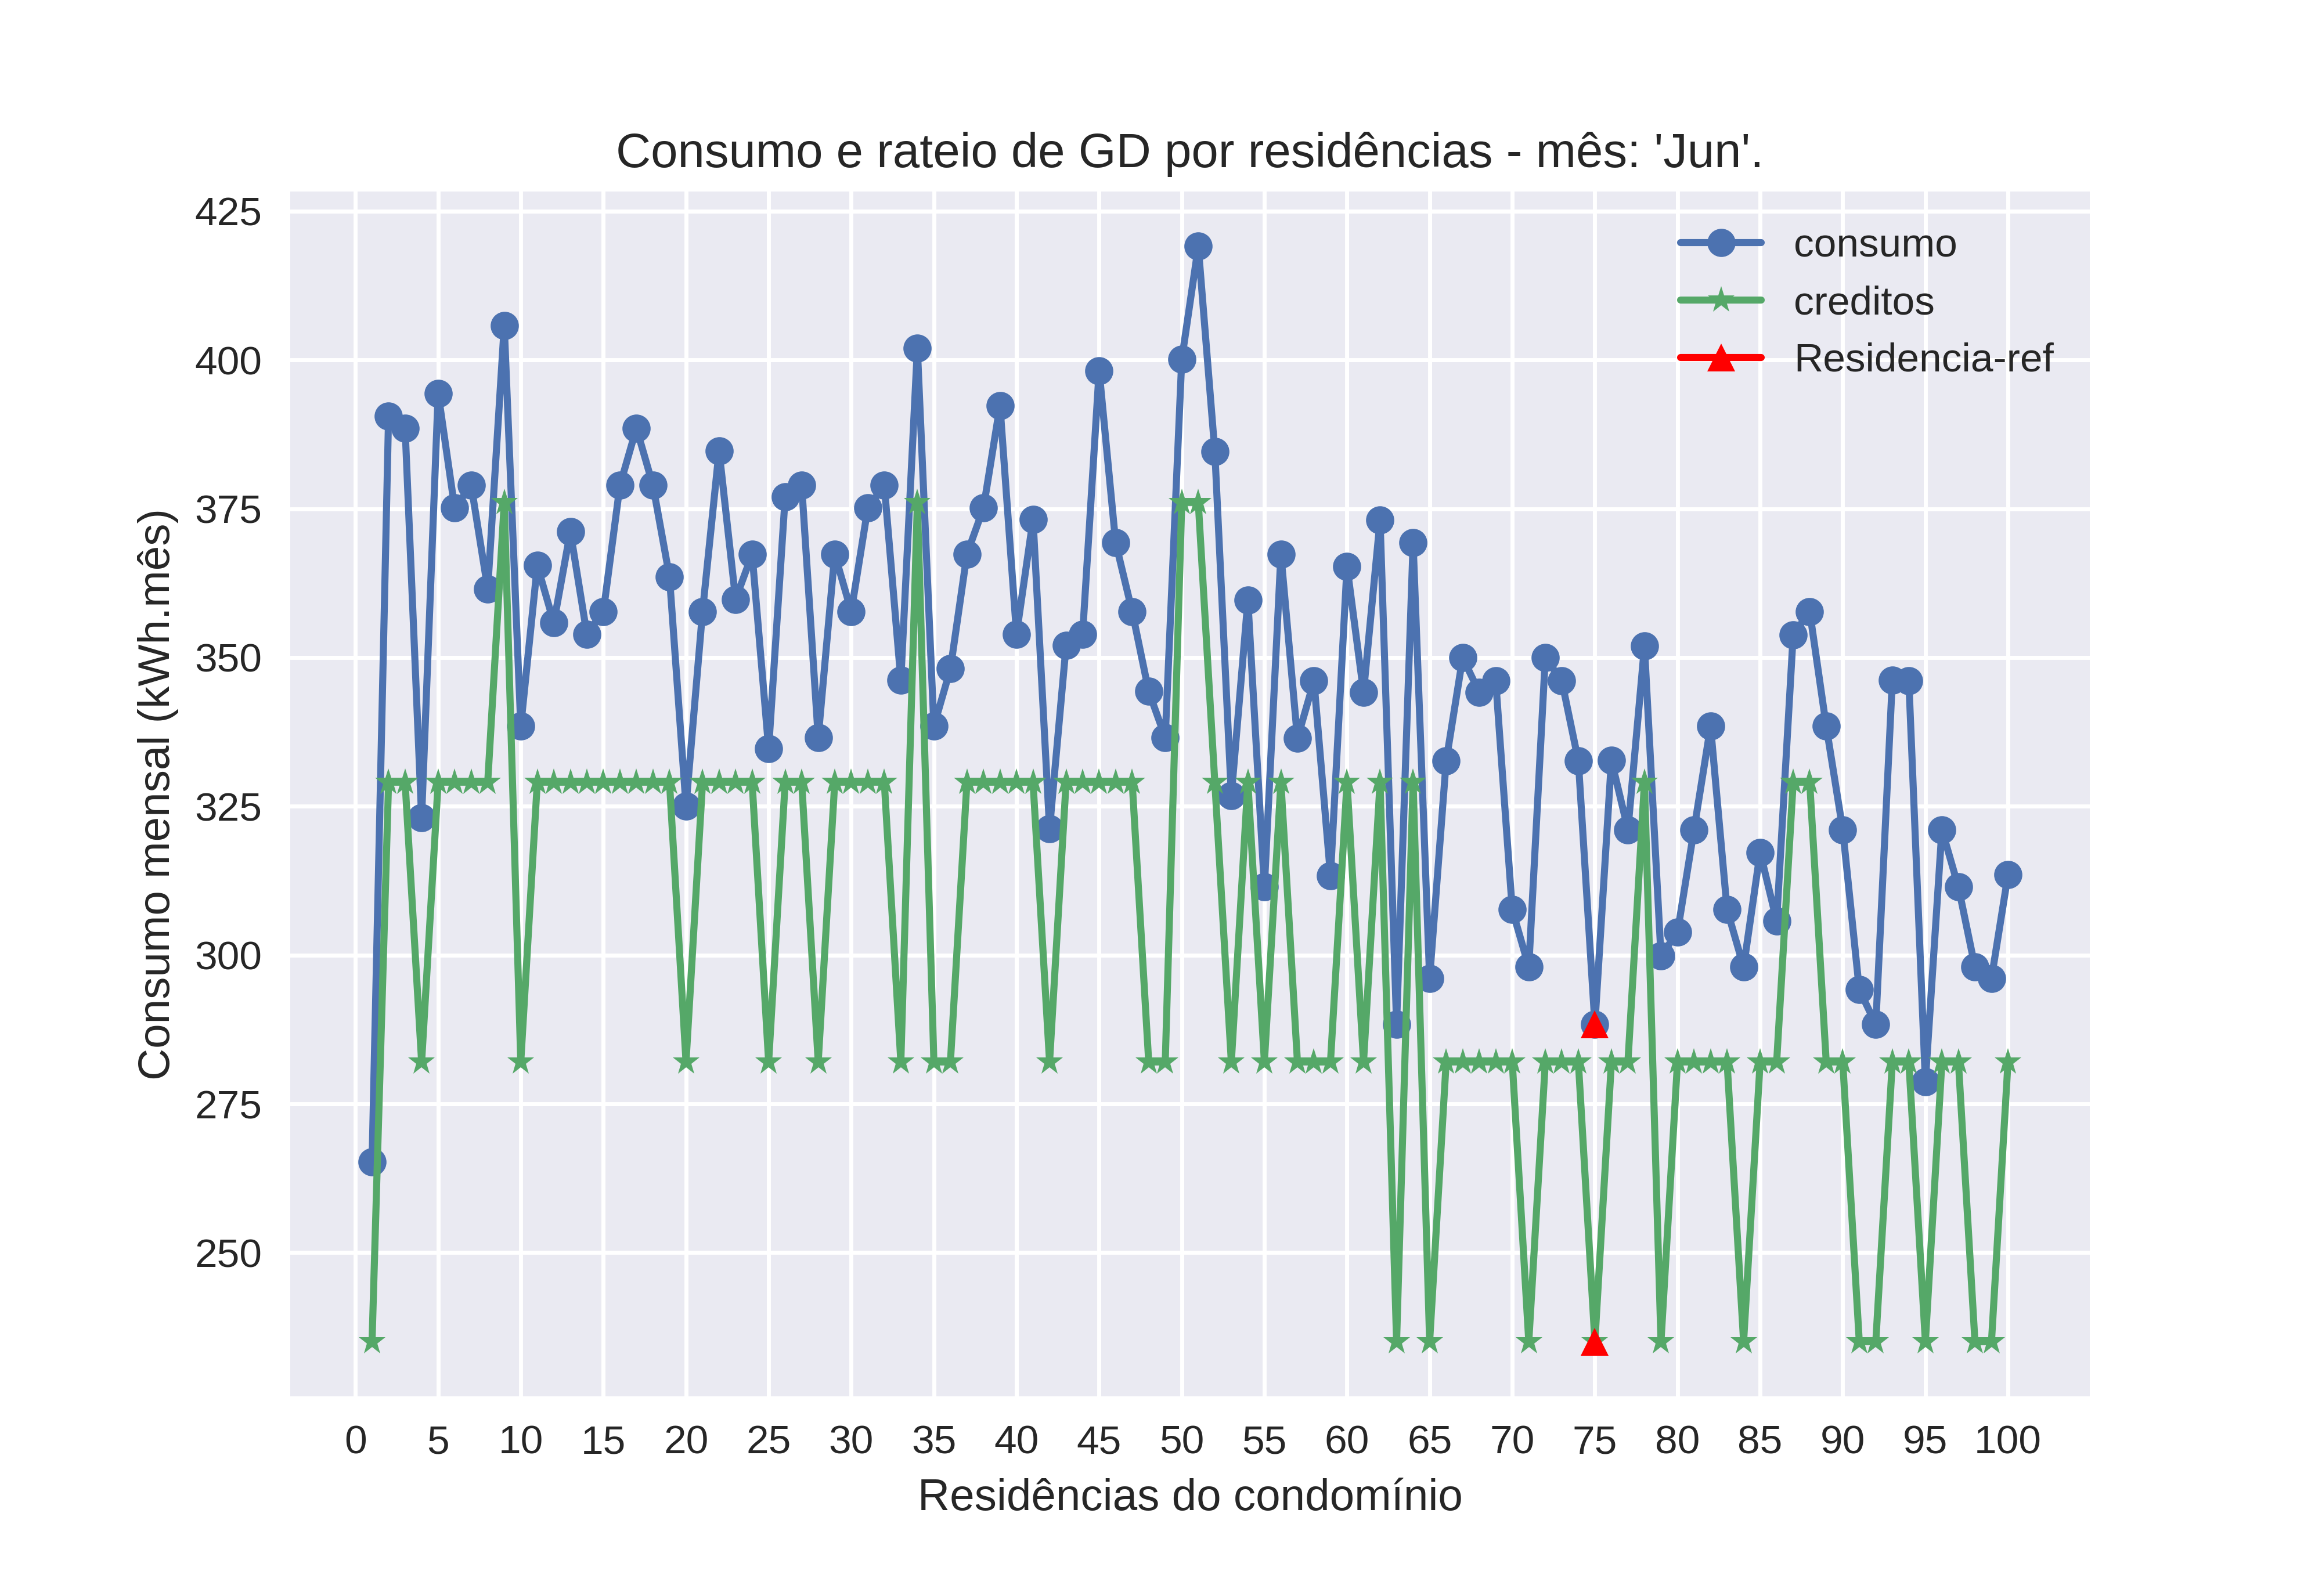 Consumo e rateio de GD por residências - mês: 'Jun'.
425
400
375
350
325
300
275
250
Consumo mensal (kWh.mês)
consumo
creditos
Residencia-ref
0 5 10 15 20 25 30 35 40 45 50 55 60 65 70 75 80 85 90 95 100
Residências do condomínio